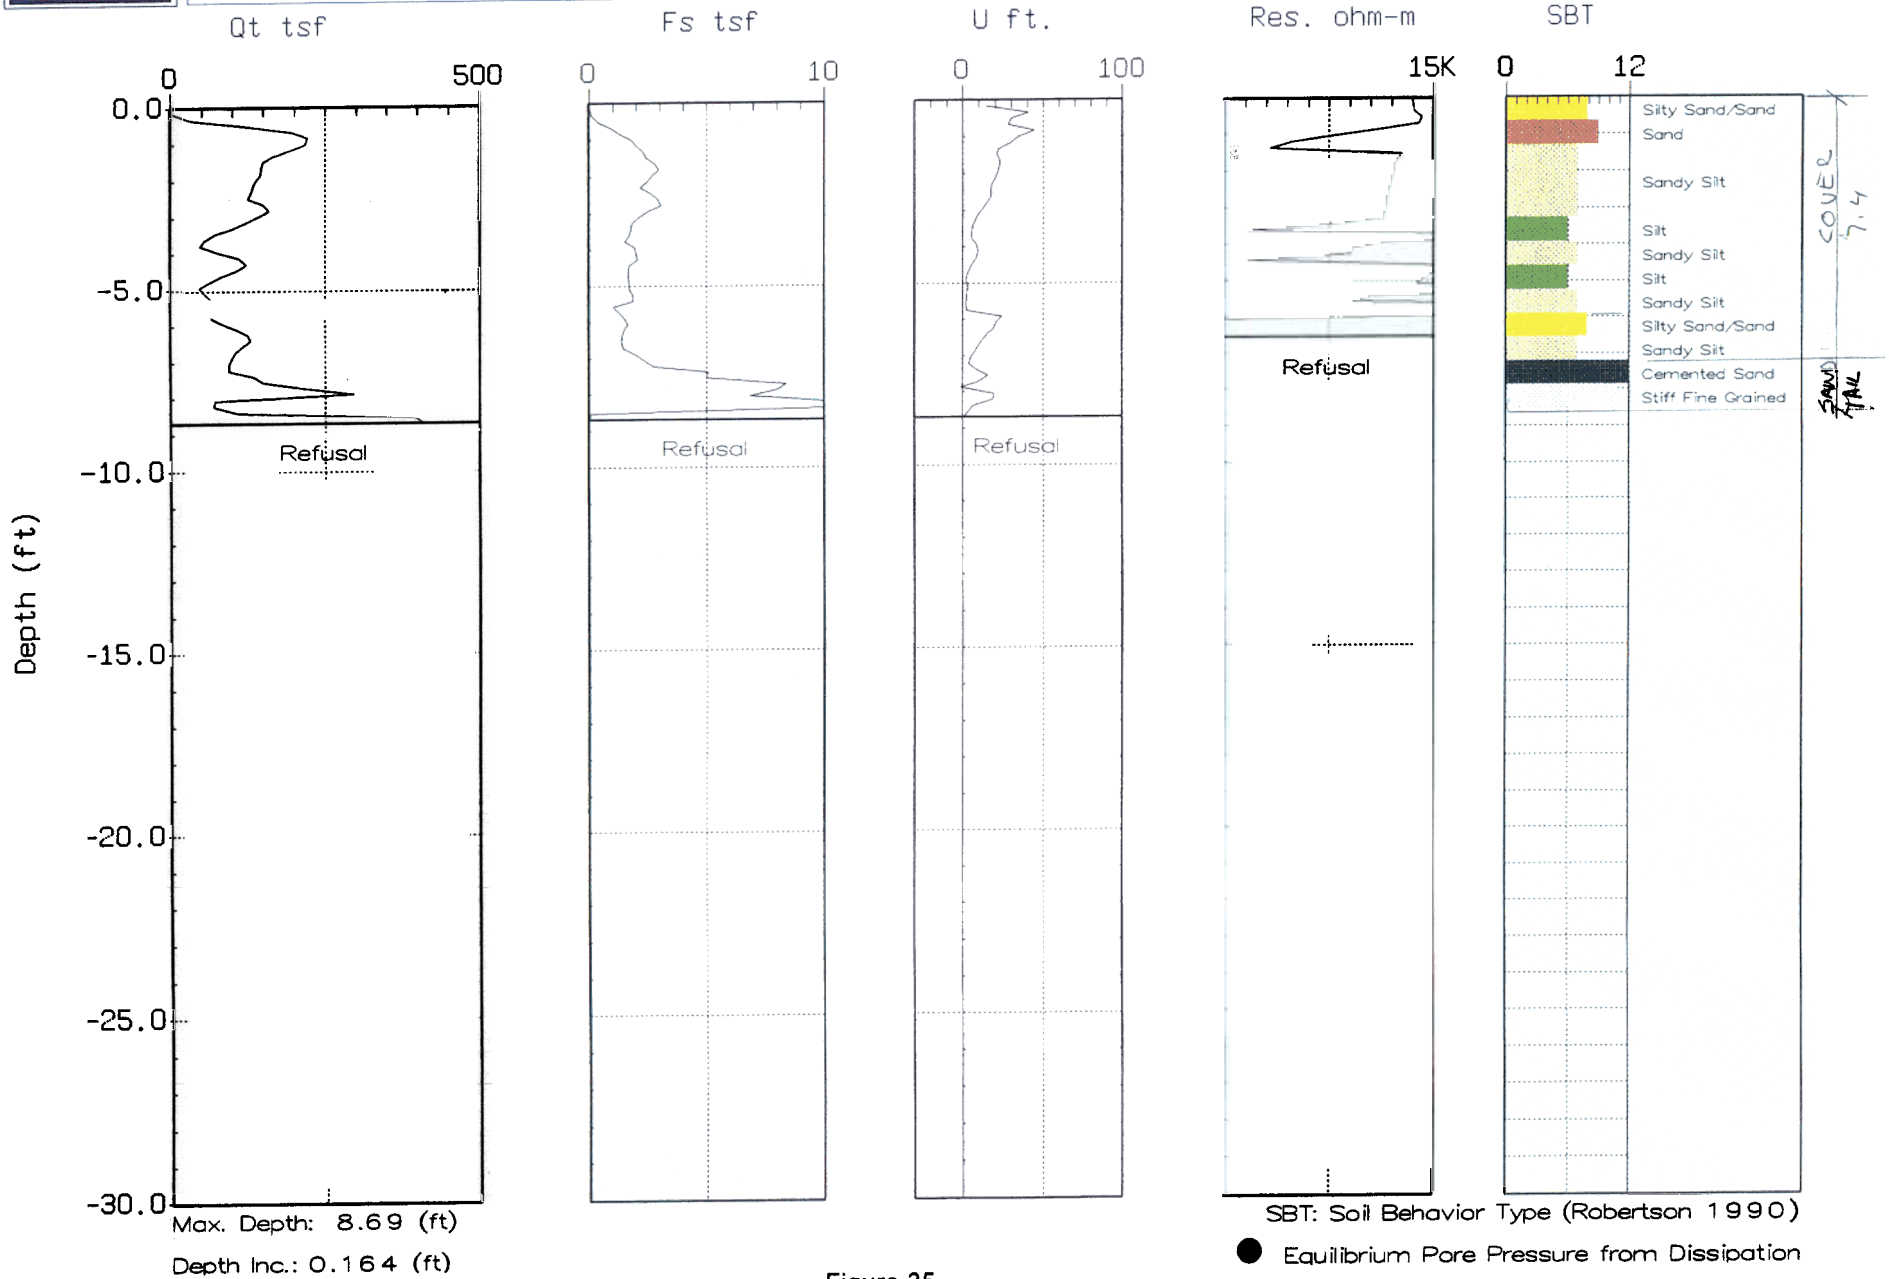 Qt tsf
Fs tsf
U ft.
Res. ohm-m
SBT
0 500
0 10
0 100
15K
0 12
0.0
-5.0
-10.0
-15.0
-20.0
-25.0
-30.0
Depth (ft)
Refusal
Refusal
Refusal
Refusal
Silty Sand/Sand
Sand
Sandy Silt
Silt
Sandy Silt
Silt
Sandy Silt
Silty Sand/Sand
Sandy Silt
Cemented Sand
Stiff Fine Grained
COVER
7.4
SAND
TAIL
Max. Depth: 8.69 (ft)
Depth Inc.: 0.164 (ft)
SBT: Soil Behavior Type (Robertson 1990)
Equilibrium Pore Pressure from Dissipation